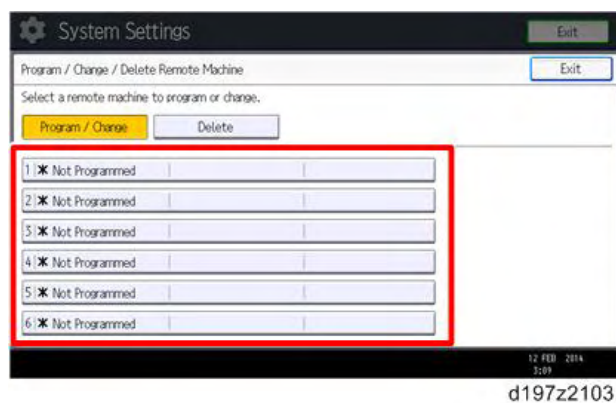 System Settings
Exit
Program / Change / Delete Remote Machine
Exit
Select a remote machine to program or change.
Program / Change
Delete
1 ✱ Not Programmed
2 ✱ Not Programmed
3 ✱ Not Programmed
4 ✱ Not Programmed
5 ✱ Not Programmed
6 ✱ Not Programmed
12 FEB 2014
3:09
d197z2103